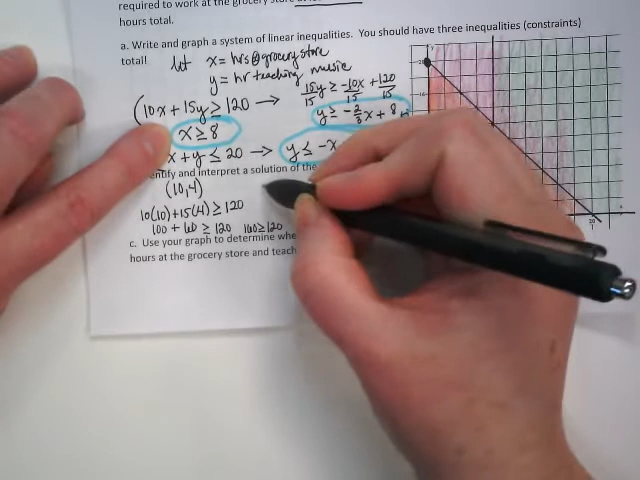 required to work at the grocery store
hours total.
a. Write and graph a system of linear inequalities. You should have three inequalities (constraints)
total! let x = hrs @ grocery store
y = hr teaching music
(10x + 15y ≥ 120 → 15y/15 ≥ -10x/15 + 120/15
y ≥ -2/3x + 8
x ≥ 8
x + y ≤ 20 → y ≤ -x
entify and interpret a solution of the
(10,4)
10(10)+15(4) ≥ 120
100 + 60 ≥ 120 160 ≥ 120
c. Use your graph to determine whe
hours at the grocery store and teach